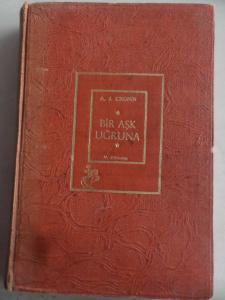 A. J. CRONIN
BİR AŞK
UĞRUNA